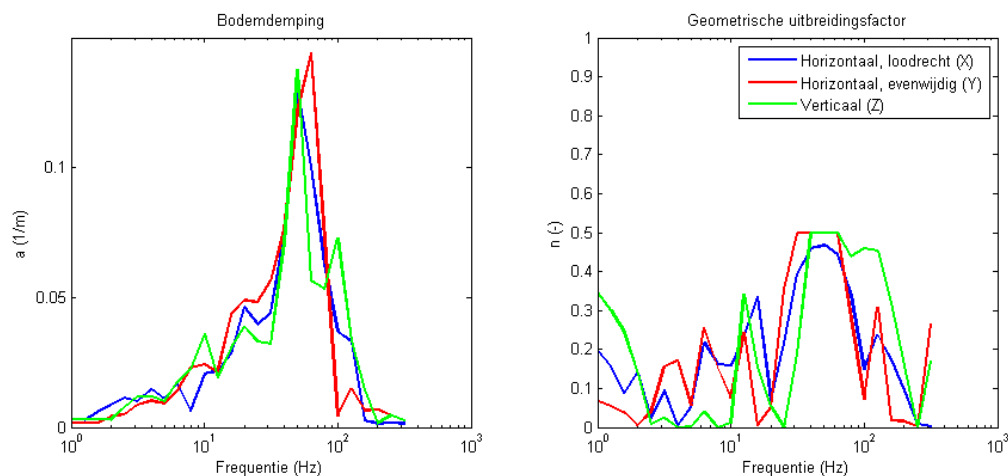 Bodemdemping
a (1/m)
0.1
0.05
0
10^0
10^1
10^2
10^3
Frequentie (Hz)
Geometrische uitbreidingsfactor
Horizontaal, loodrecht (X)
Horizontaal, evenwijdig (Y)
Verticaal (Z)
n (-)
1
0.9
0.8
0.7
0.6
0.5
0.4
0.3
0.2
0.1
0
10^0
10^1
10^2
10^3
Frequentie (Hz)